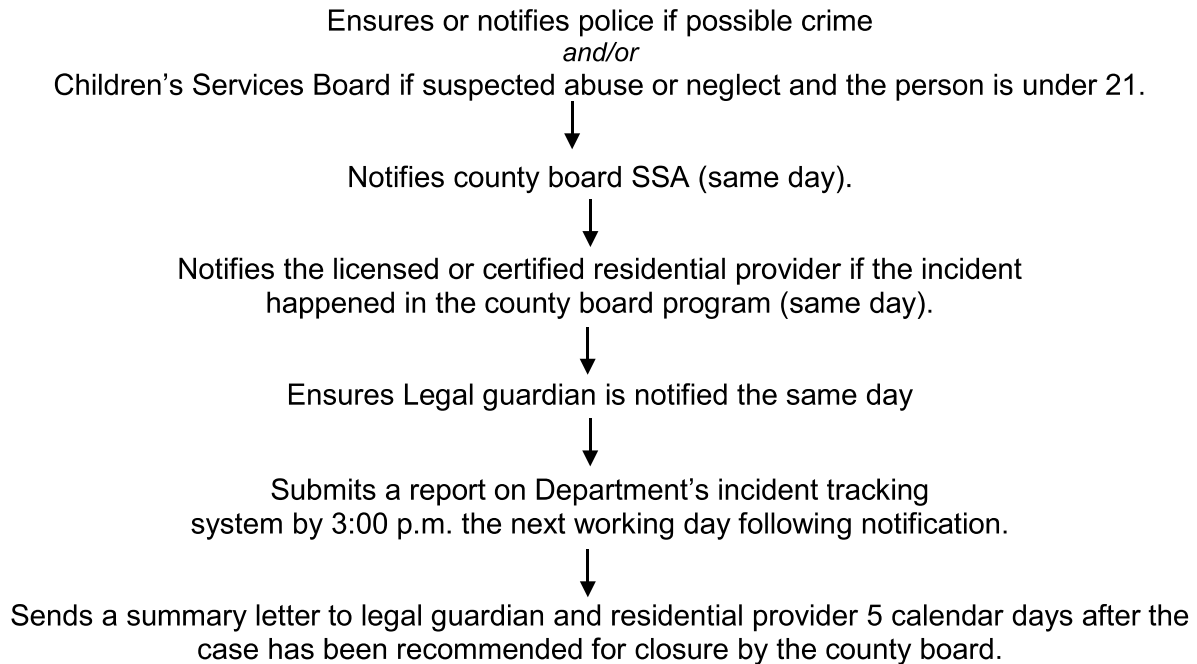 Ensures or notifies police if possible crime
and/or
Children’s Services Board if suspected abuse or neglect and the person is under 21.
Notifies county board SSA (same day).
Notifies the licensed or certified residential provider if the incident
happened in the county board program (same day).
Ensures Legal guardian is notified the same day
Submits a report on Department’s incident tracking
system by 3:00 p.m. the next working day following notification.
Sends a summary letter to legal guardian and residential provider 5 calendar days after the
case has been recommended for closure by the county board.